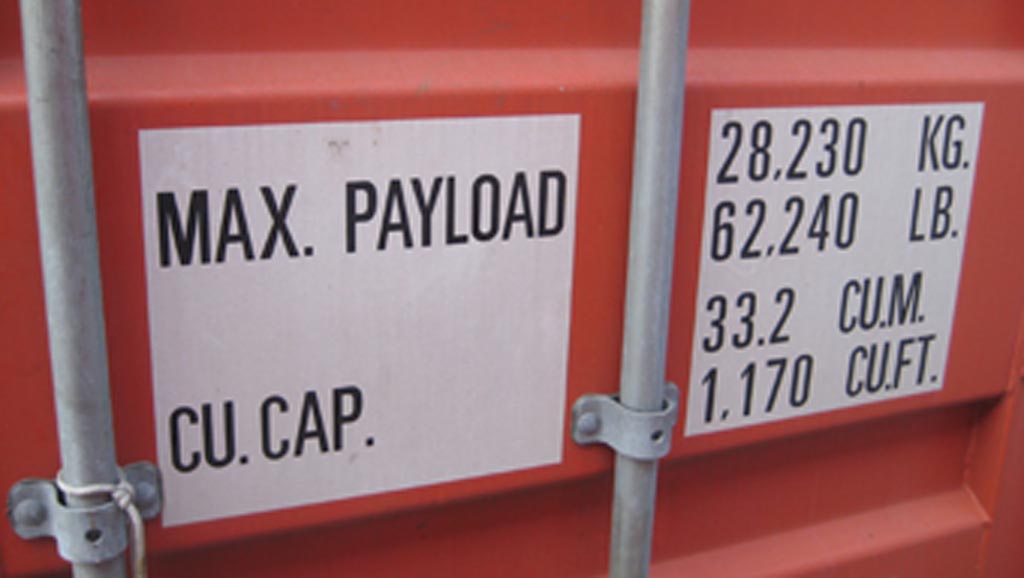 MAX. PAYLOAD 28,230 KG.
62,240 LB.
CU.CAP. 33.2 CU.M.
1,170 CU.FT.